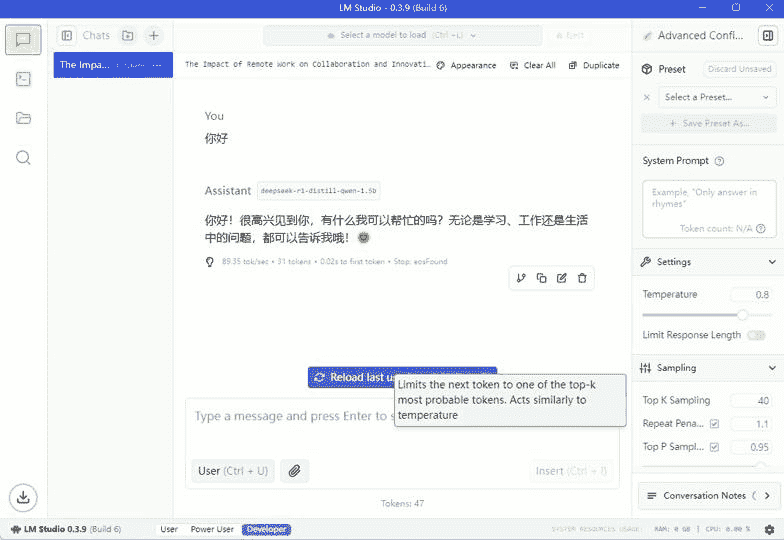 LM Studio - 0.3.9 (Build 6)
Chats
Select a model to load (Ctrl + L)
Eject
Advanced Confi...
The Impa...
The Impact of Remote Work on Collaboration and Innovati...
Appearance
Clear All
Duplicate
Preset
Discard Unsaved
Select a Preset...
+ Save Preset As...
You
你好
System Prompt
Example, "Only answer in
rhymes"
Token count: N/A
Assistant
deepseek-r1-distill-qwen-1.5b
你好！很高兴见到你，有什么我可以帮忙的吗？无论是学习、工作还是生活
中的问题，都可以告诉我哦！
89.35 tok/sec • 31 tokens • 0.02s to first token • Stop: eosFound
Settings
Temperature
0.8
Limit Response Length
Reload last u
Limits the next token to one of the top-k
most probable tokens. Acts similarly to
temperature
Sampling
Top K Sampling
40
Repeat Pena...
1.1
Top P Sampl...
0.95
Type a message and press Enter to s
User (Ctrl + U)
Insert (Ctrl + I)
Tokens: 47
Conversation Notes
LM Studio 0.3.9 (Build 6)
User
Power User
Developer
SYSTEM RESOURCES USAGE:
RAM: 0 GB | CPU: 0.00 %